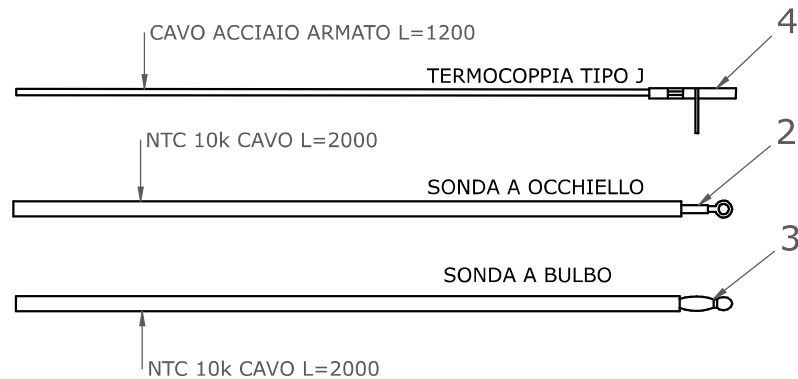 CAVO ACCIAIO ARMATO L=1200
4
TERMOCOPPIA TIPO J
NTC 10k CAVO L=2000
2
SONDA A OCCHIELLO
3
SONDA A BULBO
NTC 10k CAVO L=2000